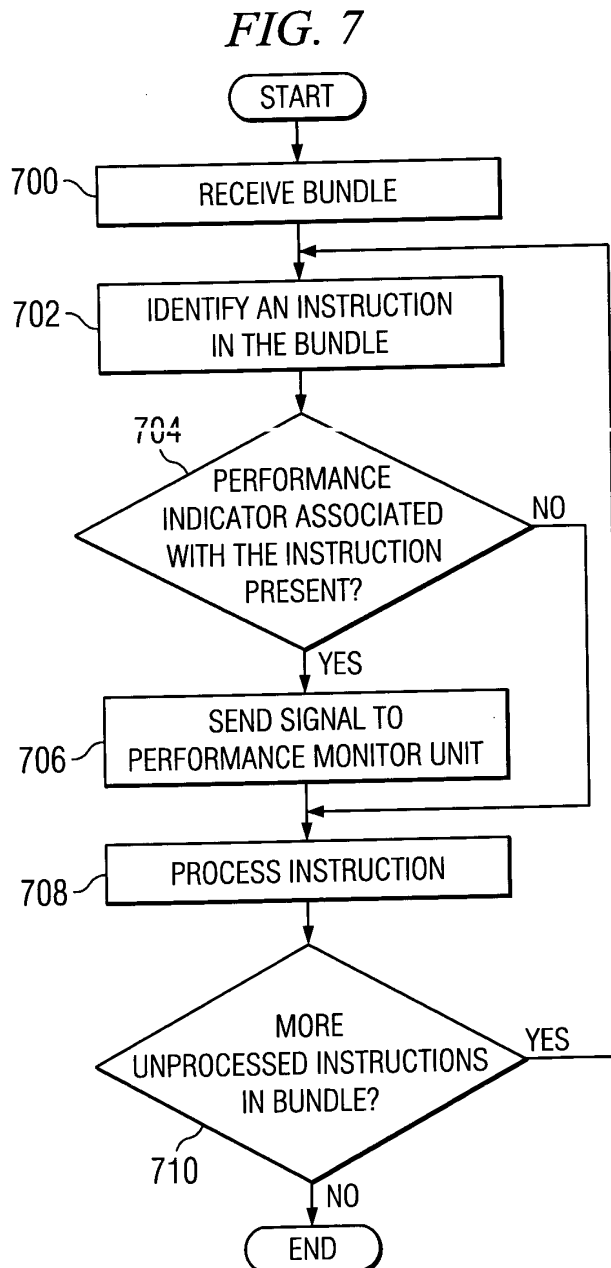 FIG. 7
START
700
RECEIVE BUNDLE
702
IDENTIFY AN INSTRUCTION
IN THE BUNDLE
704
PERFORMANCE
INDICATOR ASSOCIATED
WITH THE INSTRUCTION
PRESENT?
NO
YES
706
SEND SIGNAL TO
PERFORMANCE MONITOR UNIT
708
PROCESS INSTRUCTION
MORE
UNPROCESSED INSTRUCTIONS
IN BUNDLE?
YES
710
NO
END